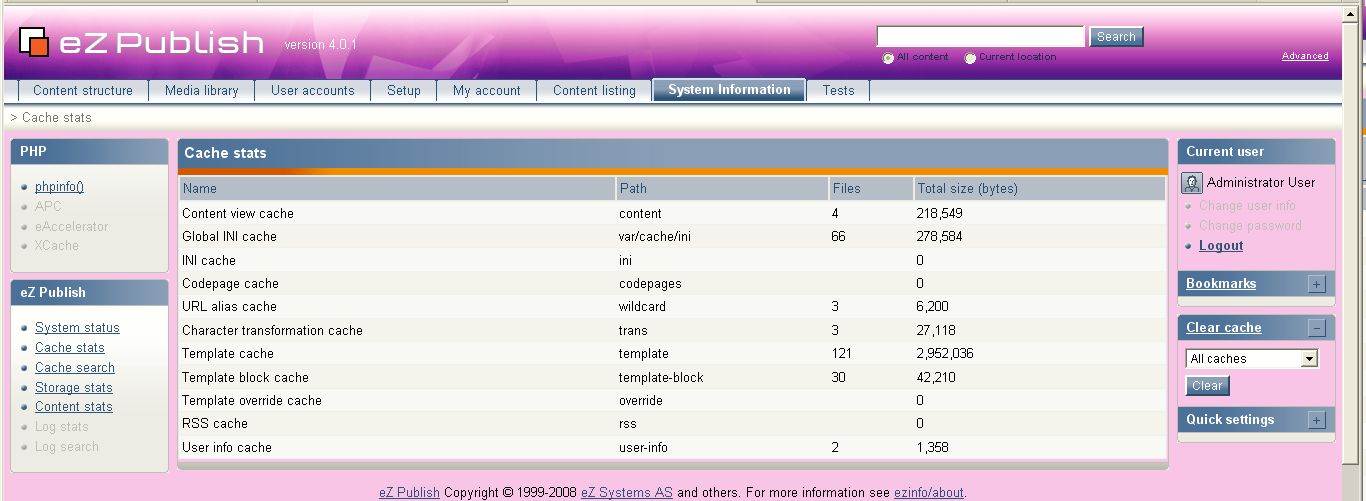 eZ Publish version 4.0.1
Search
All content Current location
Advanced
Content structure Media library User accounts Setup My account Content listing System Information Tests
> Cache stats
PHP
phpinfo()
APC
eAccelerator
XCache
eZ Publish
System status
Cache stats
Cache search
Storage stats
Content stats
Log stats
Log search
Cache stats
Name Path Files Total size (bytes)
Content view cache content 4 218,549
Global INI cache var/cache/ini 66 278,584
INI cache ini 0
Codepage cache codepages 0
URL alias cache wildcard 3 6,200
Character transformation cache trans 3 27,118
Template cache template 121 2,952,036
Template block cache template-block 30 42,210
Template override cache override 0
RSS cache rss 0
User info cache user-info 2 1,358
Current user
Administrator User
Change user info
Change password
Logout
Bookmarks +
Clear cache −
All caches
Clear
Quick settings +
eZ Publish Copyright © 1999-2008 eZ Systems AS and others. For more information see ezinfo/about.